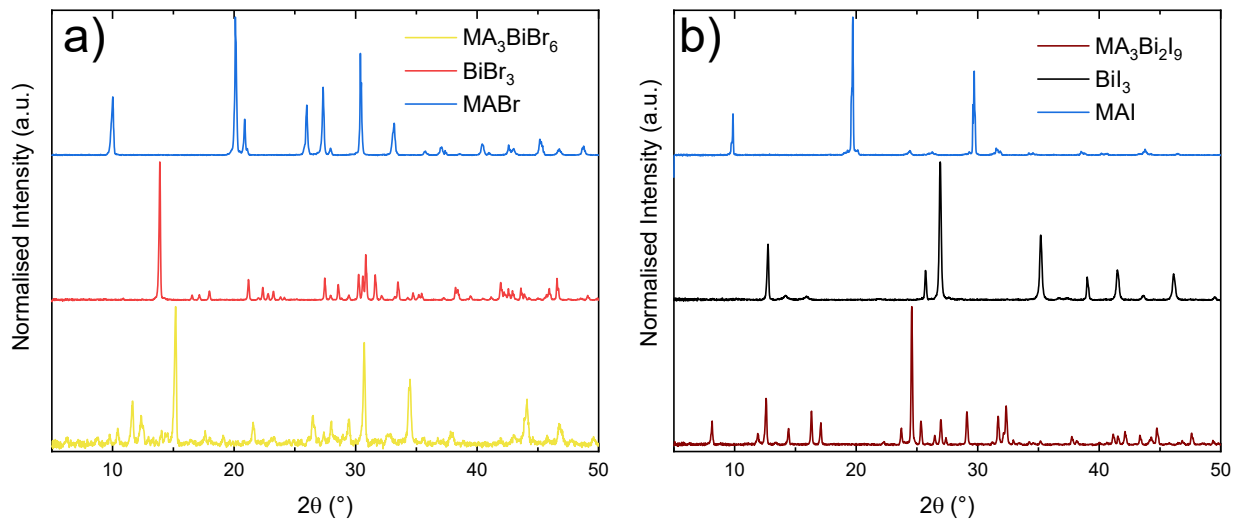 a)
MA₃BiBr₆
BiBr₃
MABr
Normalised Intensity (a.u.)
10 20 30 40 50
2θ (°)
b)
MA₃Bi₂I₉
BiI₃
MAI
Normalised Intensity (a.u.)
10 20 30 40 50
2θ (°)